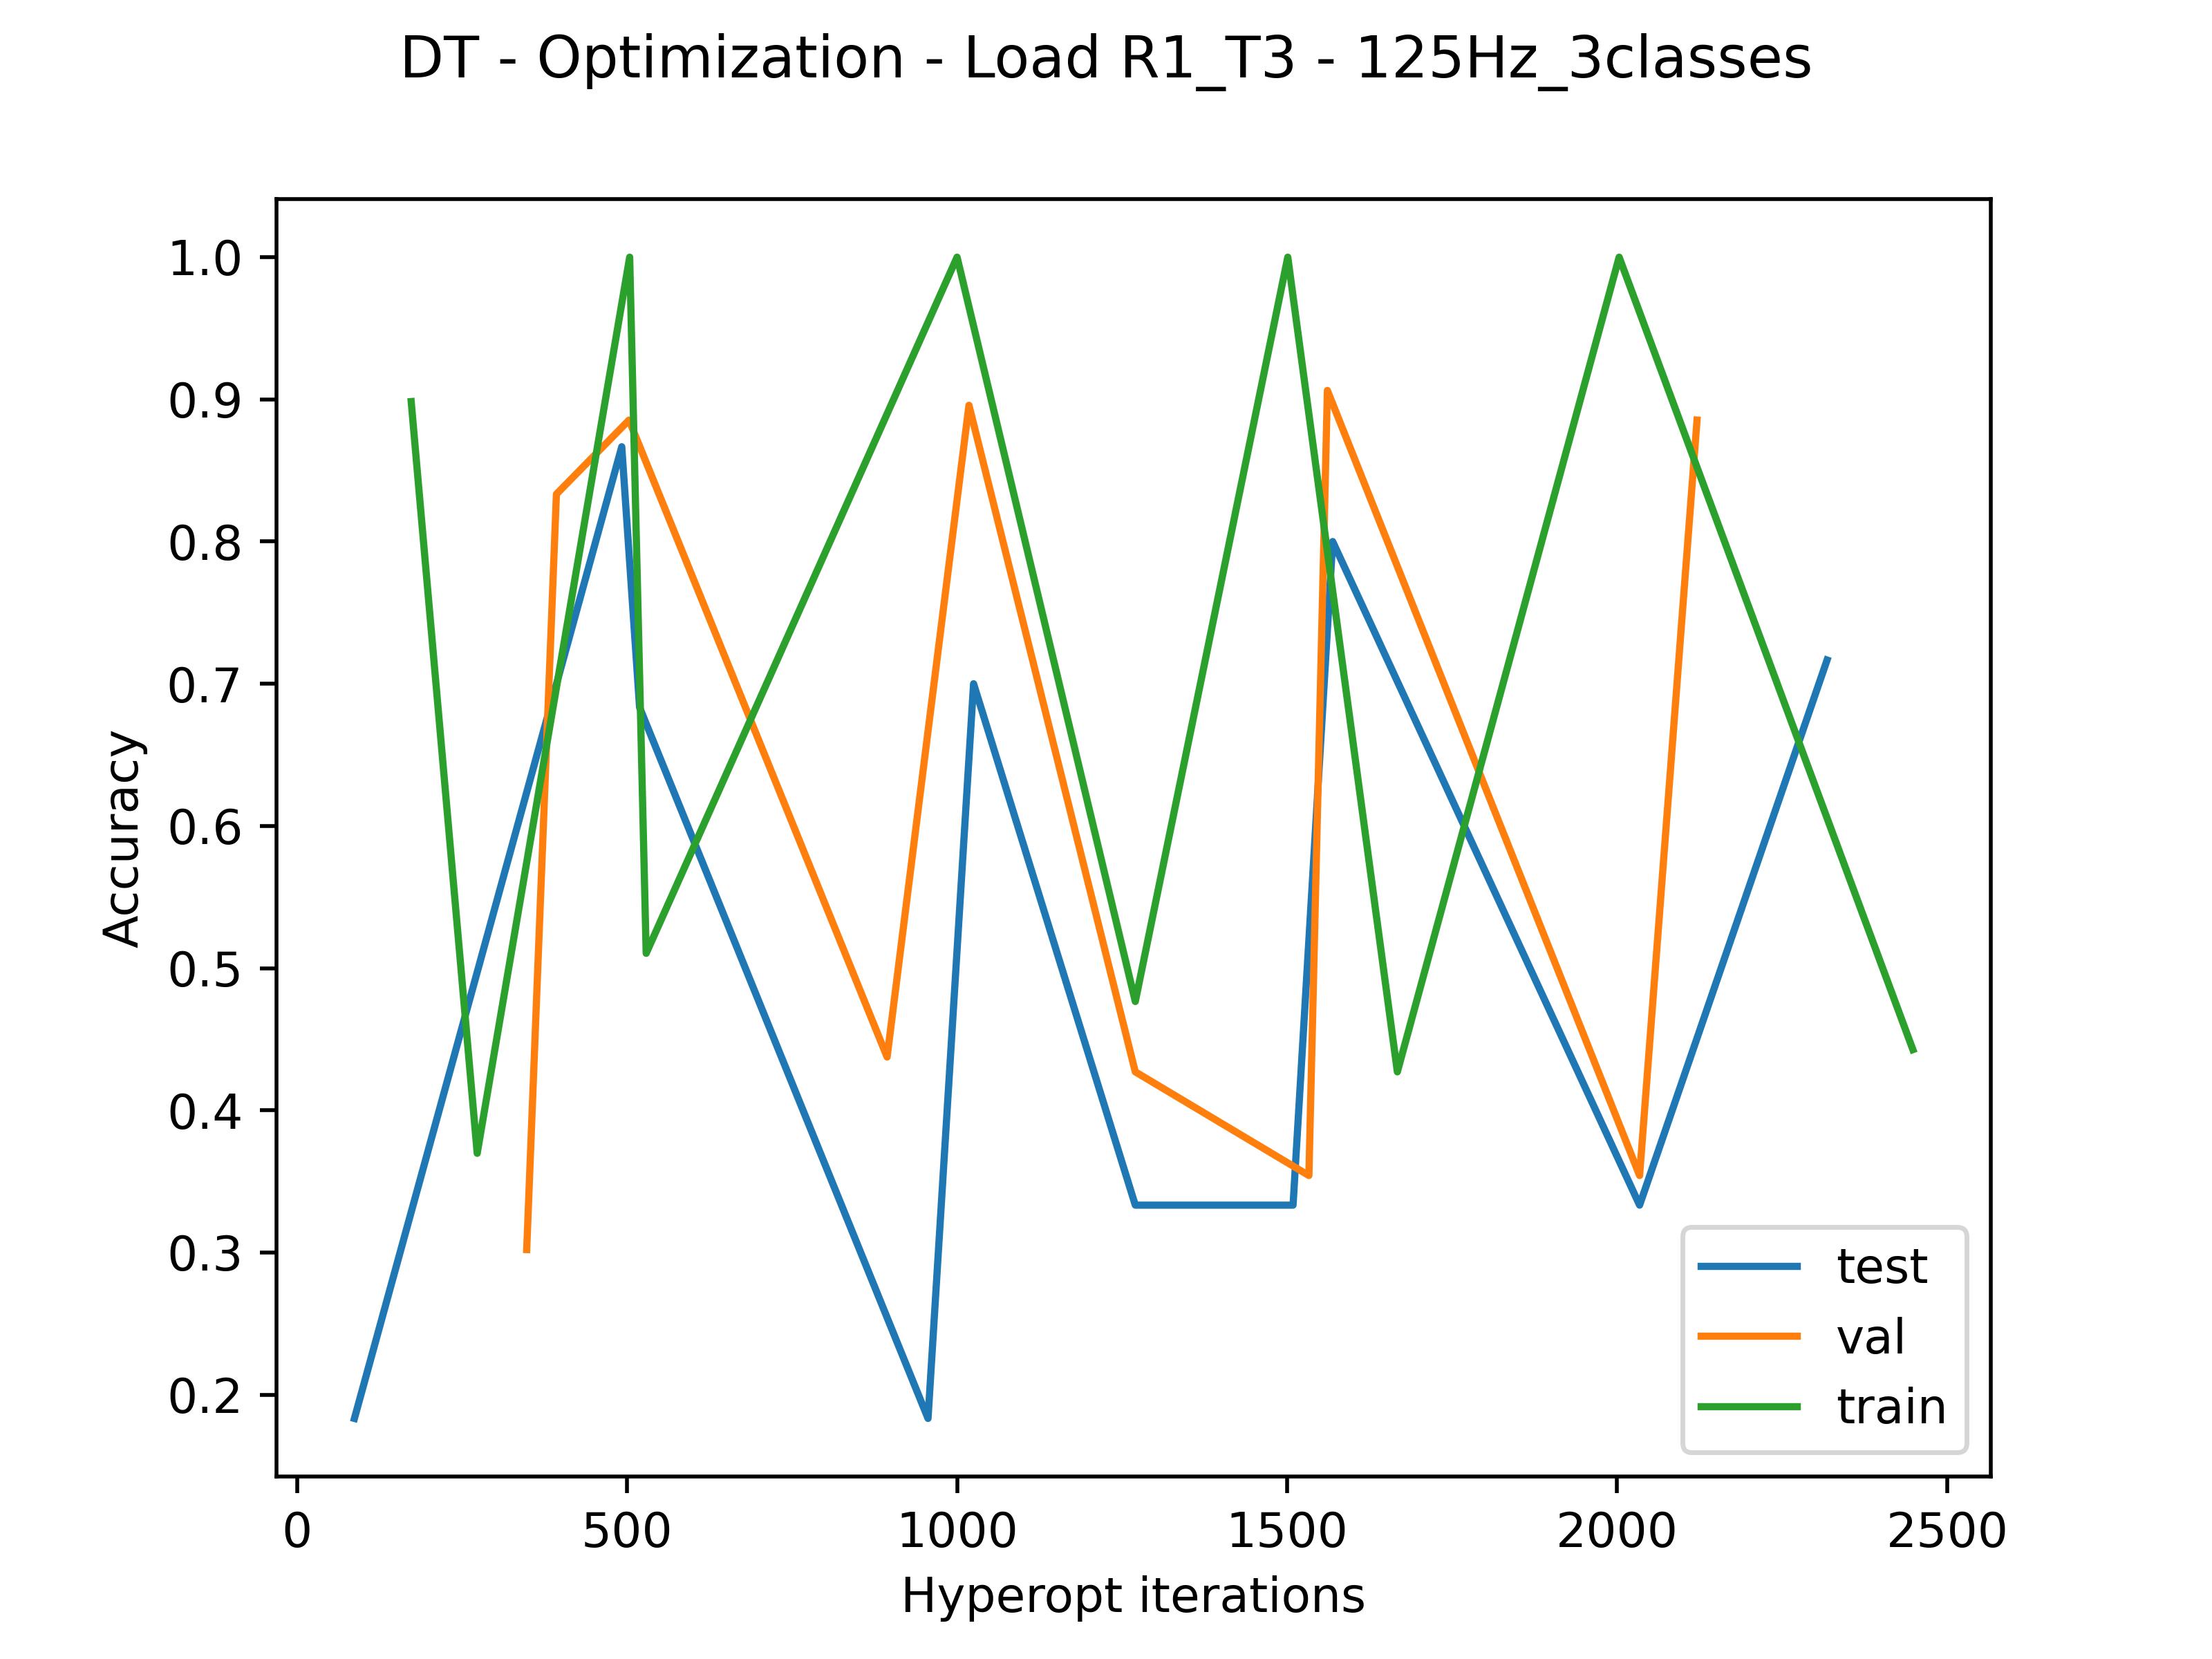 DT - Optimization - Load R1_T3 - 125Hz_3classes
1.0
0.9
0.8
0.7
0.6
0.5
0.4
0.3
0.2
Accuracy
test
val
train
0 500 1000 1500 2000 2500
Hyperopt iterations